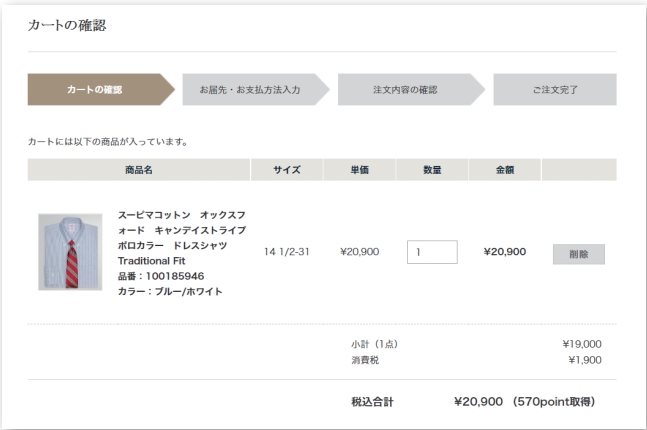 カートの確認
カートの確認
お届先・お支払方法入力
注文内容の確認
ご注文完了
カートには以下の商品が入っています。
商品名 サイズ 単価 数量 金額
スーピマコットン　オックスフ
ォード　キャンディストライプ
ポロカラー　ドレスシャツ
Traditional Fit
品番：100185946
カラー：ブルー/ホワイト
14 1/2-31 ¥20,900 1 ¥20,900 削除
小計（1点） ¥19,000
消費税 ¥1,900
税込合計 ¥20,900 （570point取得）